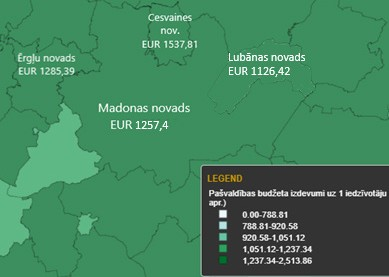 Cesvaines
nov.
EUR 1537,81
Ērgļu novads
EUR 1285,39
Lubānas novads
EUR 1126,42
Madonas novads
EUR 1257,4
LEGEND
Pašvaldības budžeta izdevumi uz 1 iedzīvotāju
apr.)
0.00-788.81
788.81-920.58
920.58-1,051.12
1,051.12-1,237.34
1,237.34-2,513.86